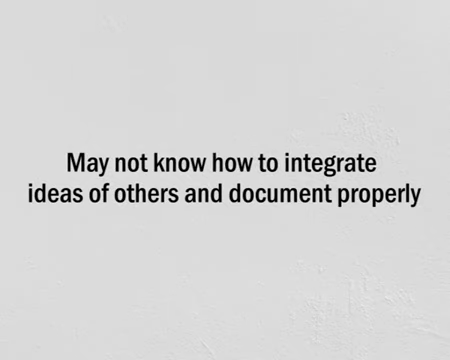 May not know how to integrate
ideas of others and document properly